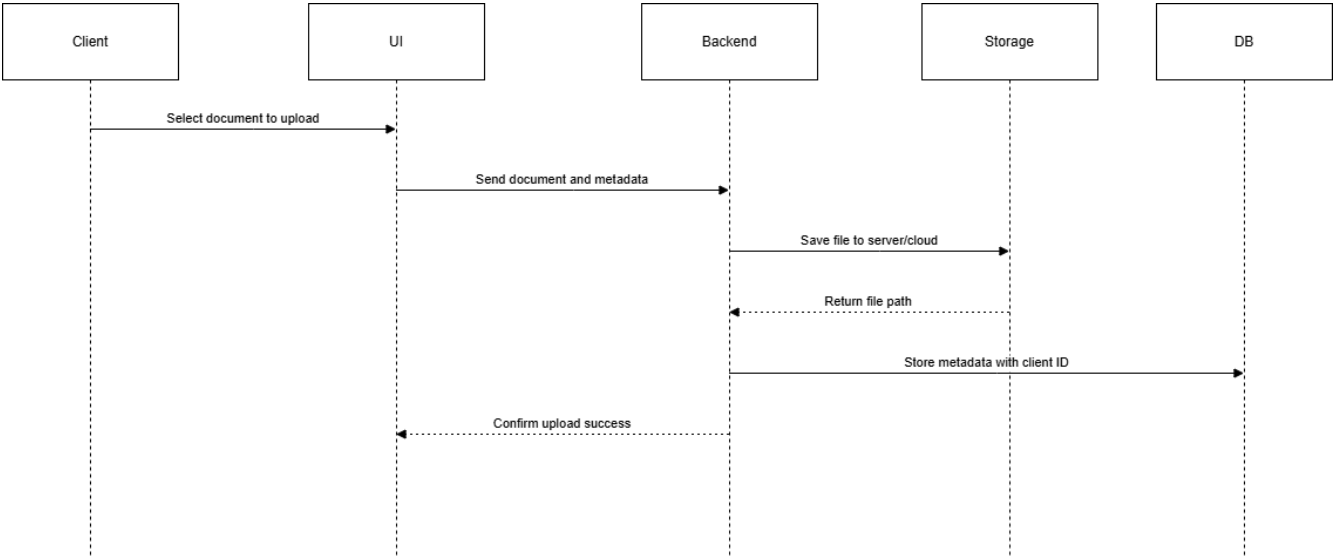 Client
UI
Backend
Storage
DB
Select document to upload
Send document and metadata
Save file to server/cloud
Return file path
Store metadata with client ID
Confirm upload success